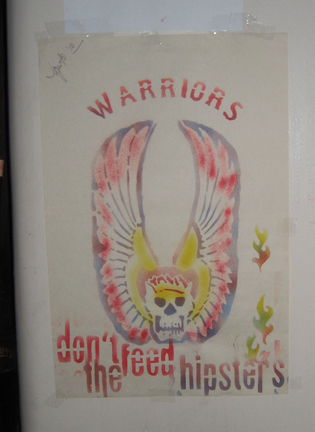 WARRIORS
don't feed
the hipsters